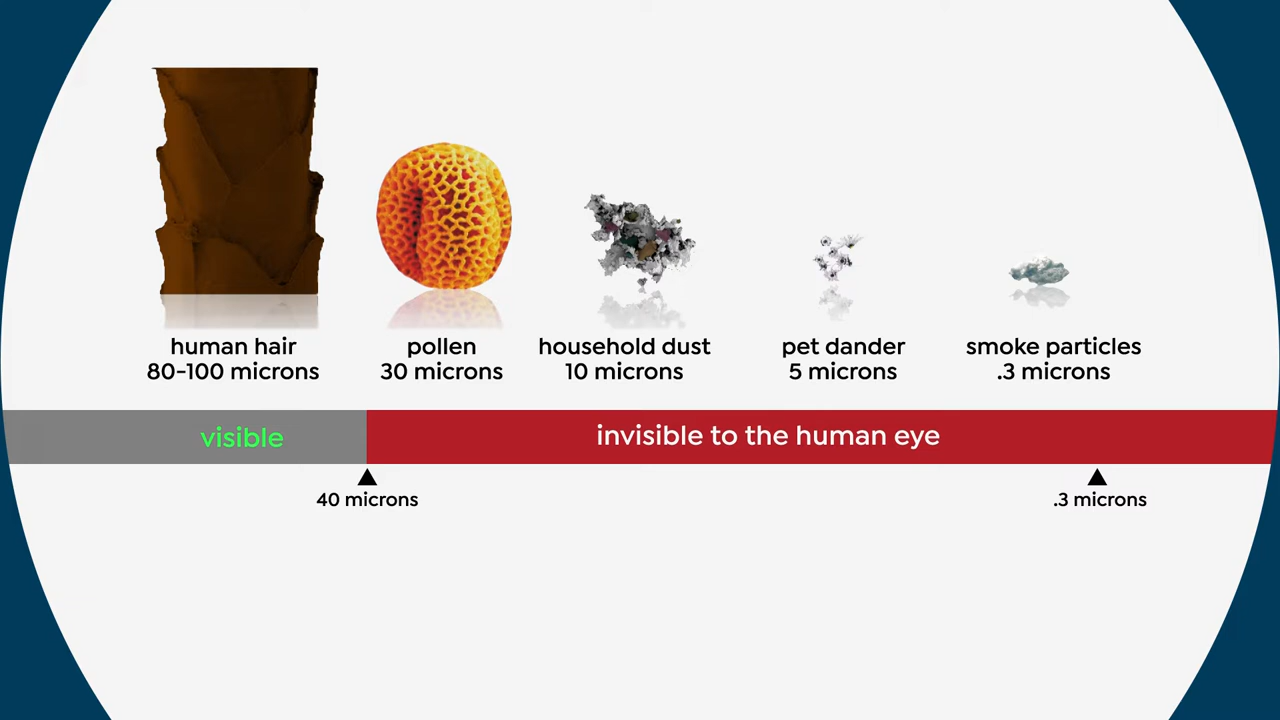 human hair
80-100 microns
pollen
30 microns
household dust
10 microns
pet dander
5 microns
smoke particles
.3 microns
visible
invisible to the human eye
40 microns
.3 microns